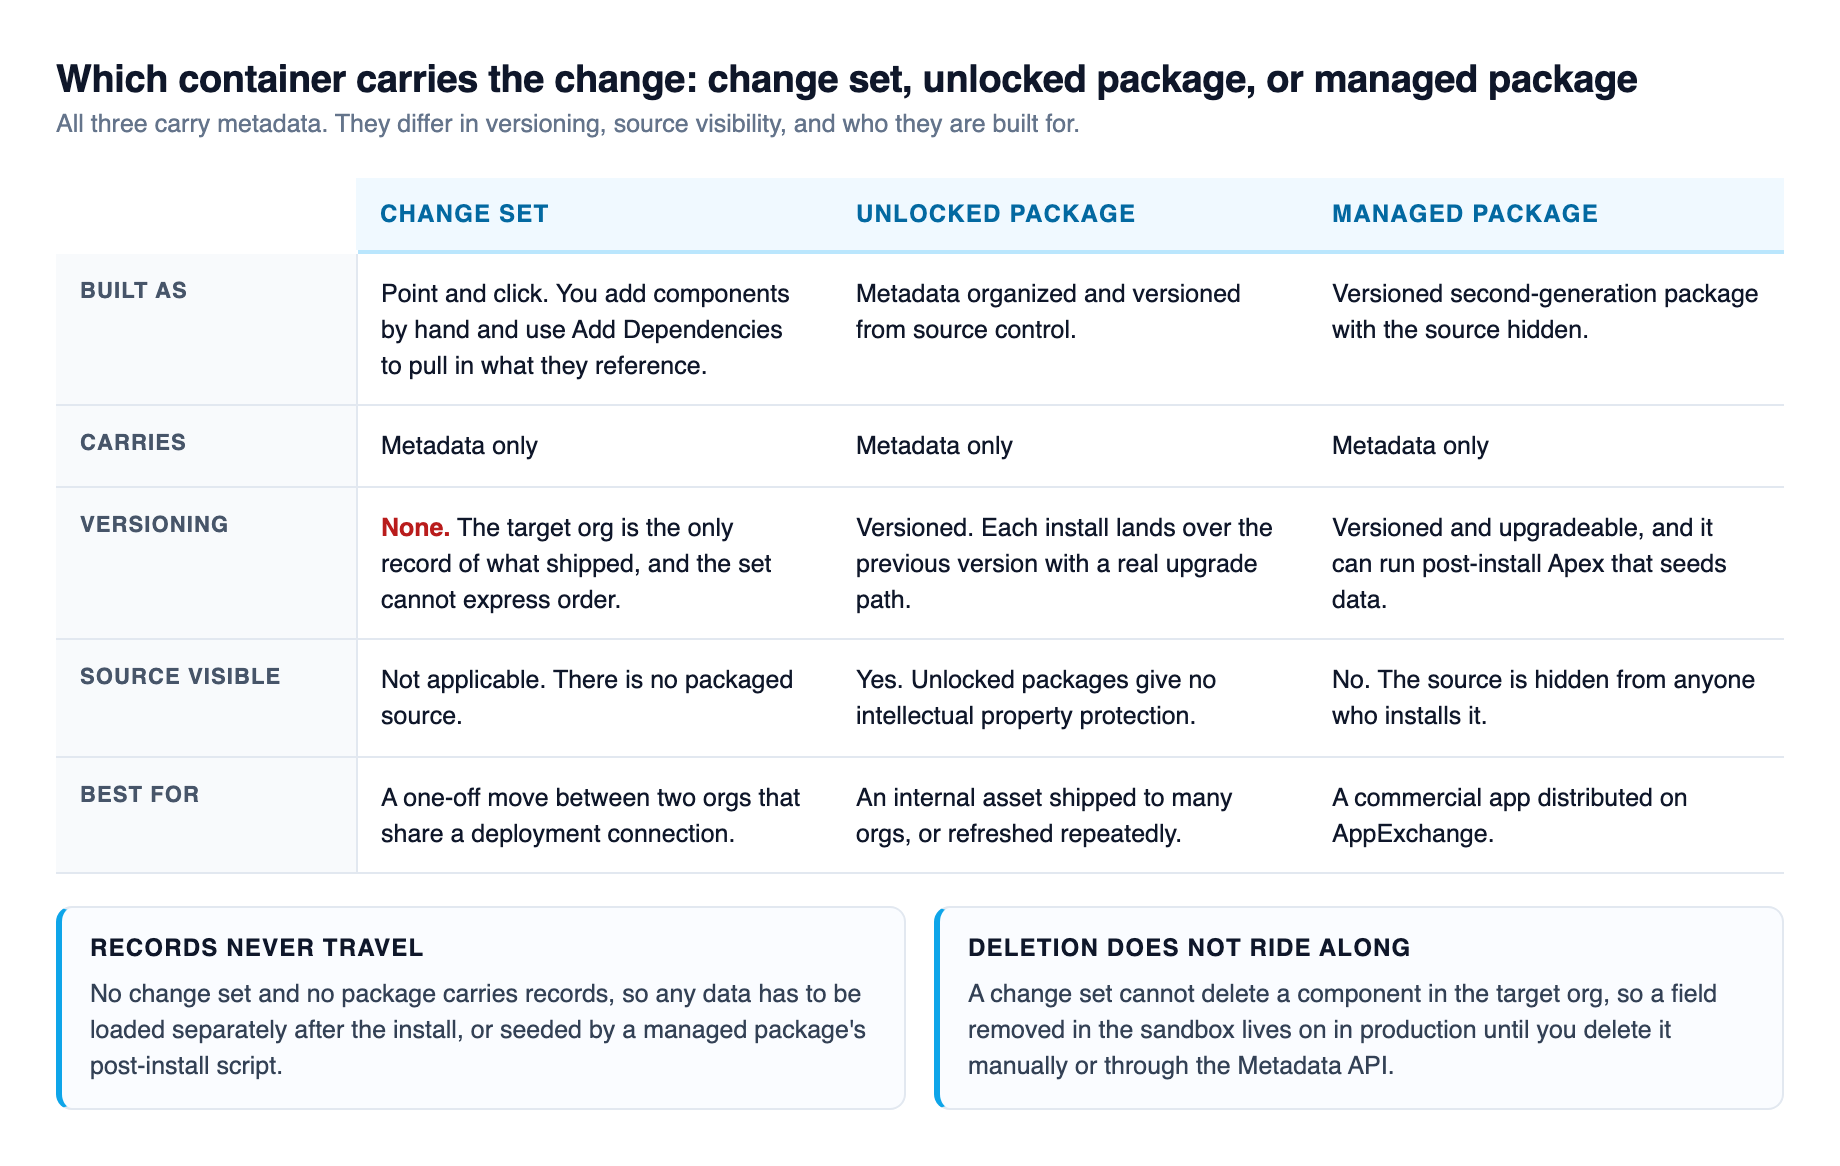 Which container carries the change: change set, unlocked package, or managed package
All three carry metadata. They differ in versioning, source visibility, and who they are built for.
CHANGE SET
UNLOCKED PACKAGE
MANAGED PACKAGE
BUILT AS
Point and click. You add components
by hand and use Add Dependencies
to pull in what they reference.
Metadata organized and versioned
from source control.
Versioned second-generation package
with the source hidden.
CARRIES
Metadata only
Metadata only
Metadata only
VERSIONING
None. The target org is the only
record of what shipped, and the set
cannot express order.
Versioned. Each install lands over the
previous version with a real upgrade
path.
Versioned and upgradeable, and it
can run post-install Apex that seeds
data.
SOURCE VISIBLE
Not applicable. There is no packaged
source.
Yes. Unlocked packages give no
intellectual property protection.
No. The source is hidden from anyone
who installs it.
BEST FOR
A one-off move between two orgs that
share a deployment connection.
An internal asset shipped to many
orgs, or refreshed repeatedly.
A commercial app distributed on
AppExchange.
RECORDS NEVER TRAVEL
No change set and no package carries records, so any data has to be
loaded separately after the install, or seeded by a managed package's
post-install script.
DELETION DOES NOT RIDE ALONG
A change set cannot delete a component in the target org, so a field
removed in the sandbox lives on in production until you delete it
manually or through the Metadata API.